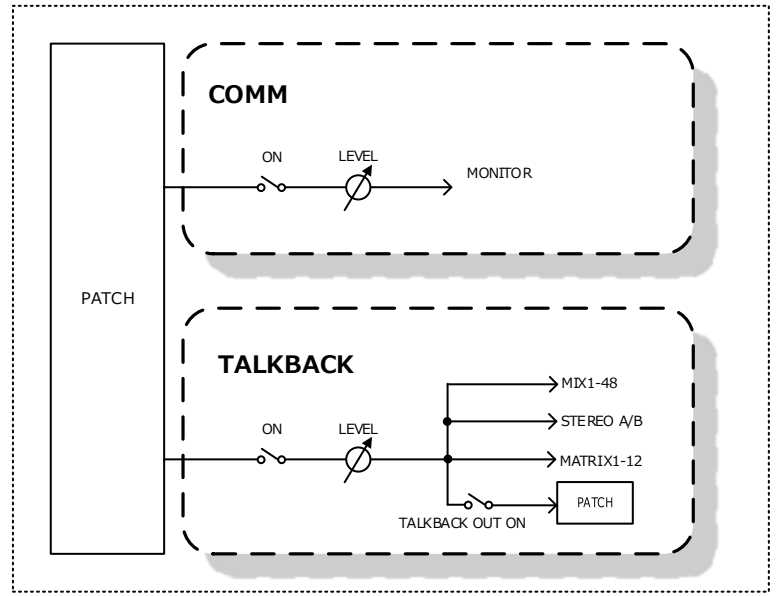 COMM
ON
LEVEL
MONITOR
PATCH
TALKBACK
ON
LEVEL
MIX1-48
STEREO A/B
MATRIX1-12
PATCH
TALKBACK OUT ON